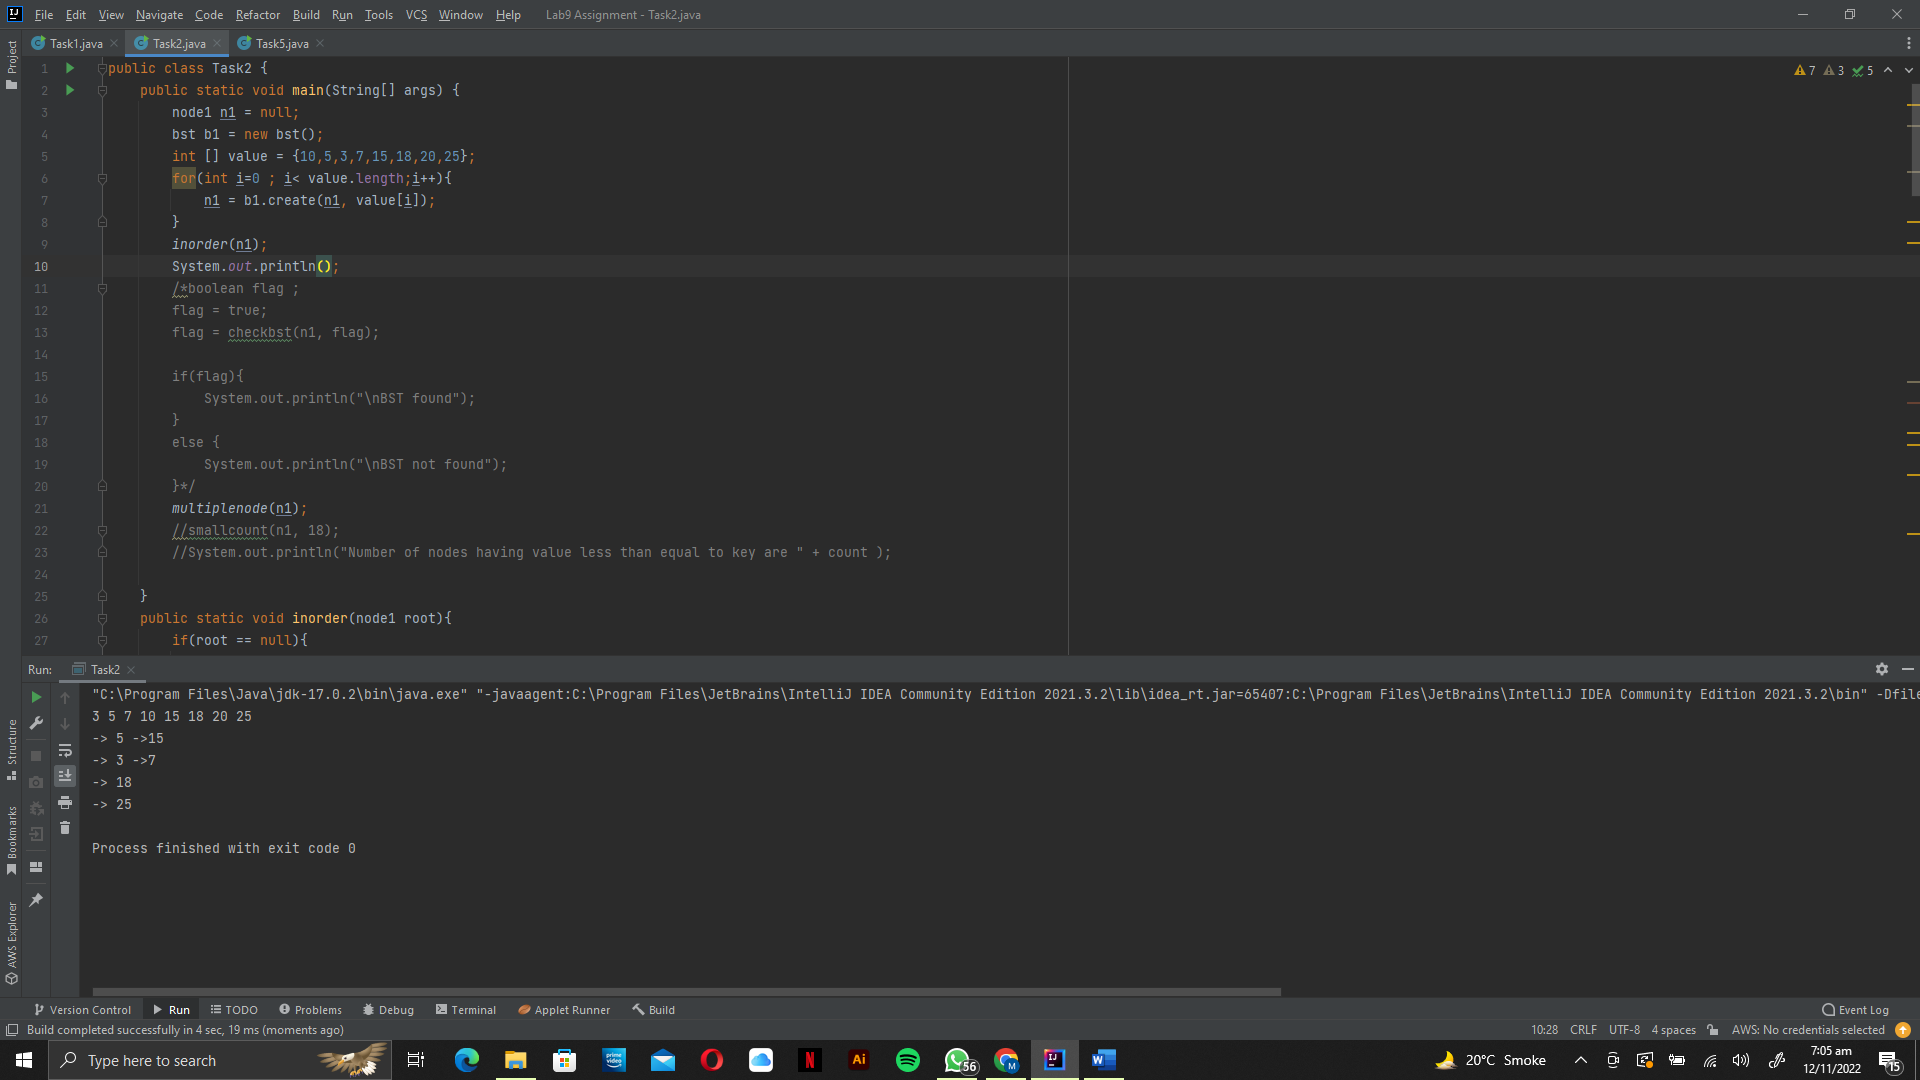 File Edit View Navigate Code Refactor Build Run Tools VCS Window Help Lab9 Assignment - Task2.java
Task1.java Task2.java Task5.java
Project
7 3 5
1 public class Task2 {
2 public static void main(String[] args) {
3 node1 n1 = null;
4 bst b1 = new bst();
5 int [] value = {10,5,3,7,15,18,20,25};
6 for(int i=0 ; i< value.length;i++){
7 n1 = b1.create(n1, value[i]);
8 }
9 inorder(n1);
10 System.out.println();
11 /*boolean flag ;
12 flag = true;
13 flag = checkbst(n1, flag);
14
15 if(flag){
16 System.out.println("\nBST found");
17 }
18 else {
19 System.out.println("\nBST not found");
20 }*/
21 multiplenode(n1);
22 //smallcount(n1, 18);
23 //System.out.println("Number of nodes having value less than equal to key are " + count );
24
25 }
26 public static void inorder(node1 root){
27 if(root == null){
Run: Task2
"C:\Program Files\Java\jdk-17.0.2\bin\java.exe" "-javaagent:C:\Program Files\JetBrains\IntelliJ IDEA Community Edition 2021.3.2\lib\idea_rt.jar=65407:C:\Program Files\JetBrains\IntelliJ IDEA Community Edition 2021.3.2\bin" -Dfile
3 5 7 10 15 18 20 25
-> 5 ->15
-> 3 ->7
-> 18
-> 25
Process finished with exit code 0
Structure
Bookmarks
AWS Explorer
Version Control Run TODO Problems Debug Terminal Applet Runner Build Event Log
Build completed successfully in 4 sec, 19 ms (moments ago) 10:28 CRLF UTF-8 4 spaces AWS: No credentials selected
Type here to search prime video N Ai 56 M IJ W 20°C Smoke 7:05 am
12/11/2022 15